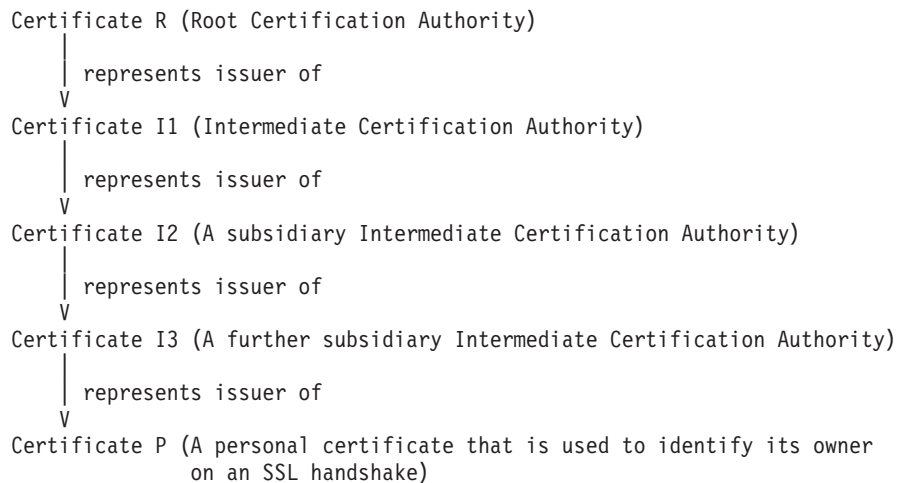 Certificate R (Root Certification Authority)
| represents issuer of
V
Certificate I1 (Intermediate Certification Authority)
| represents issuer of
V
Certificate I2 (A subsidiary Intermediate Certification Authority)
| represents issuer of
V
Certificate I3 (A further subsidiary Intermediate Certification Authority)
| represents issuer of
V
Certificate P (A personal certificate that is used to identify its owner
on an SSL handshake)